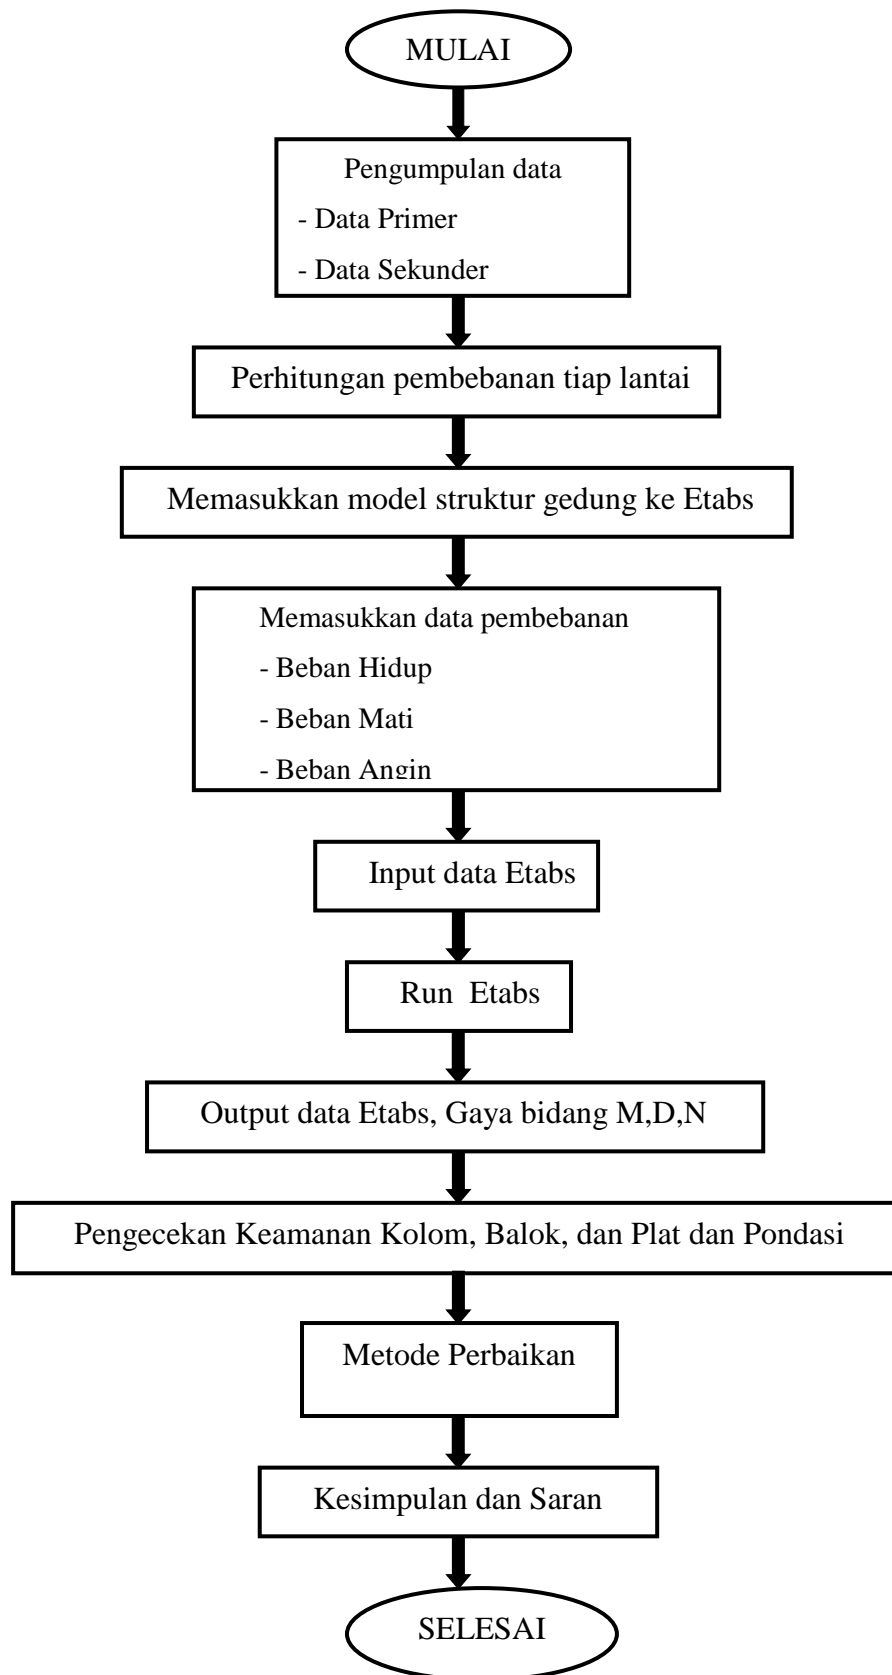 MULAI
Pengumpulan data
- Data Primer
- Data Sekunder
Perhitungan pembebanan tiap lantai
Memasukkan model struktur gedung ke Etabs
Memasukkan data pembebanan
- Beban Hidup
- Beban Mati
- Beban Angin
Input data Etabs
Run Etabs
Output data Etabs, Gaya bidang M,D,N
Pengecekan Keamanan Kolom, Balok, dan Plat dan Pondasi
Metode Perbaikan
Kesimpulan dan Saran
SELESAI